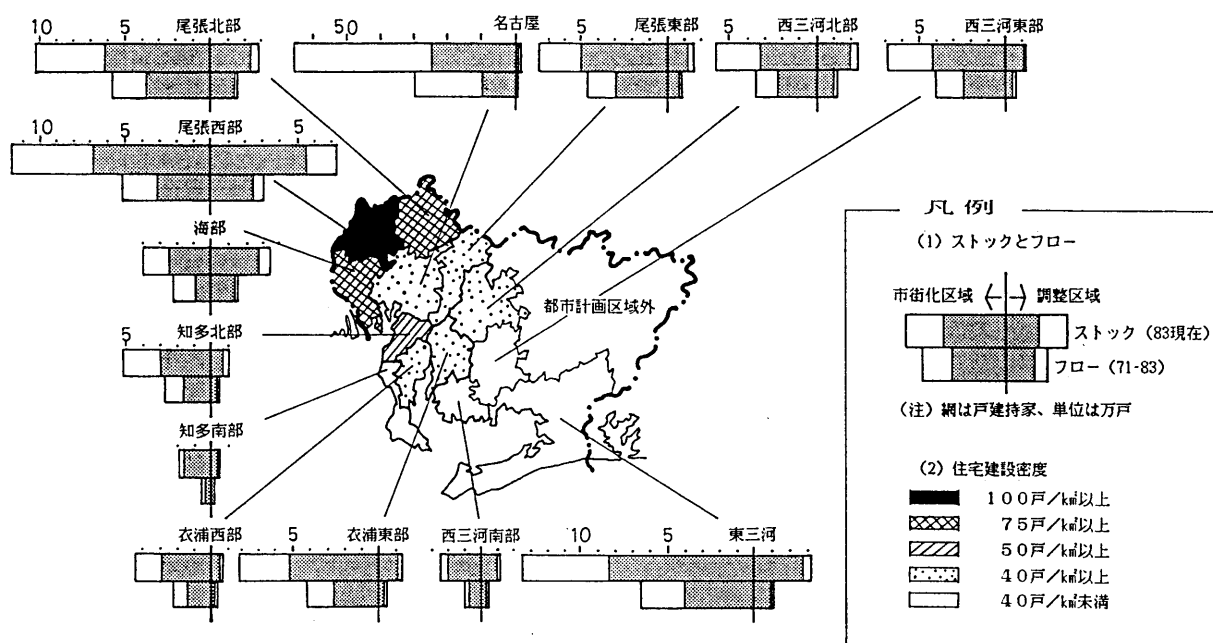 尾張北部
10 5
名古屋
50 0
尾張東部
5
西三河北部
5
西三河東部
5
尾張西部
10 5 5
海部
知多北部
5
知多南部
衣浦西部
衣浦東部
5
西三河南部
東三河
10 5
都市計画区域外
凡例
(1) ストックとフロー
市街化区域 調整区域
ストック (83現在)
フロー (71-83)
(注) 網は戸建持家、単位は万戸
(2) 住宅建設密度
100戸/㎢以上
75戸/㎢以上
50戸/㎢以上
40戸/㎢以上
40戸/㎢未満